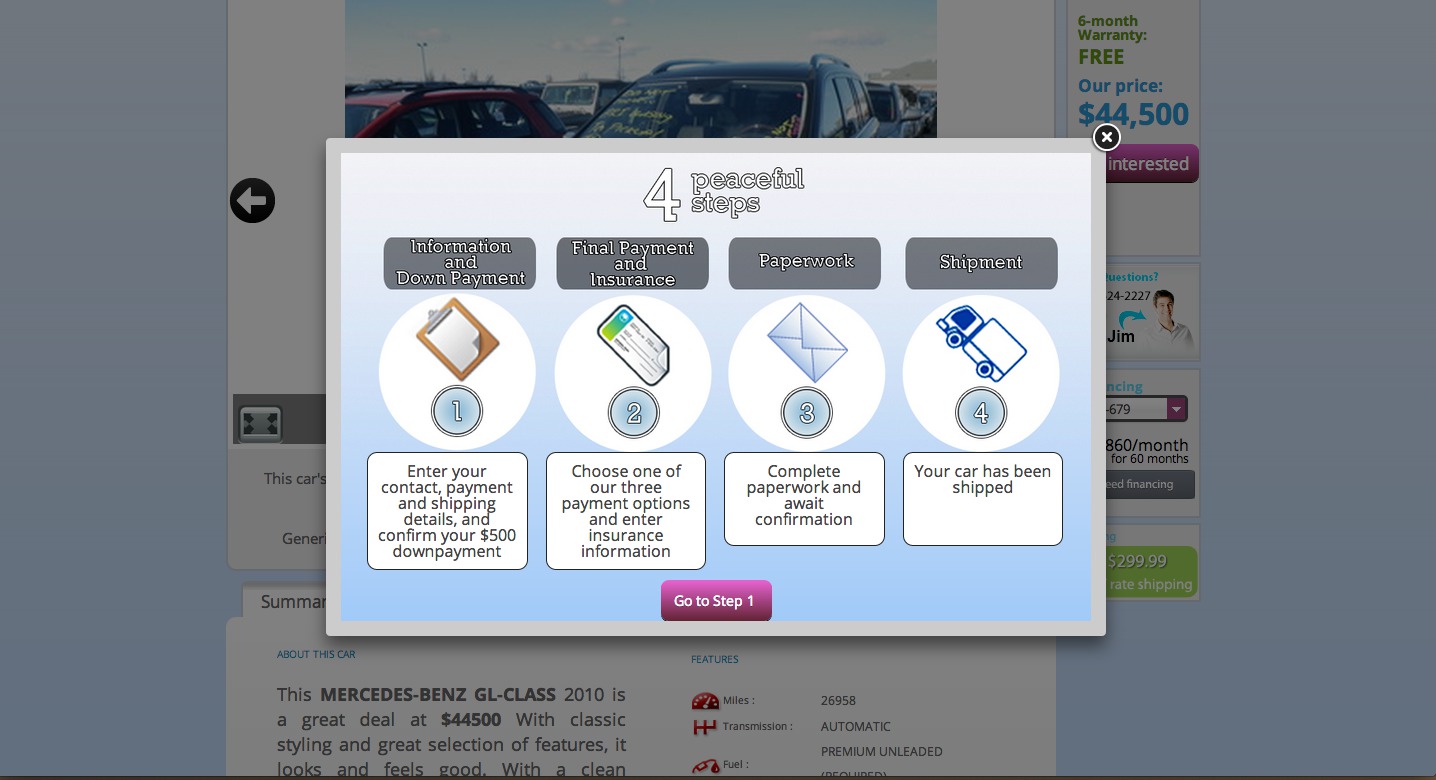 6-month
Warranty:
FREE
Our price:
$44,500
interested
4 peaceful
steps
Information
and
Down Payment
Final Payment
and
Insurance
Paperwork
Shipment
1
2
3
4
Enter your
contact, payment
and shipping
details, and
confirm your $500
downpayment
Choose one of
our three
payment options
and enter
insurance
information
Complete
paperwork and
await
confirmation
Your car has been
shipped
Go to Step 1
uestions?
24-2227
Jim
ncing
-679
860/month
for 60 months
eed financing
$299.99
rate shipping
This car's
Generi
Summar
ABOUT THIS CAR
This MERCEDES-BENZ GL-CLASS 2010 is
a great deal at $44500 With classic
styling and great selection of features, it
looks and feels good. With a clean
FEATURES
Miles : 26958
Transmission : AUTOMATIC
PREMIUM UNLEADED
Fuel :
(REQUIRED)